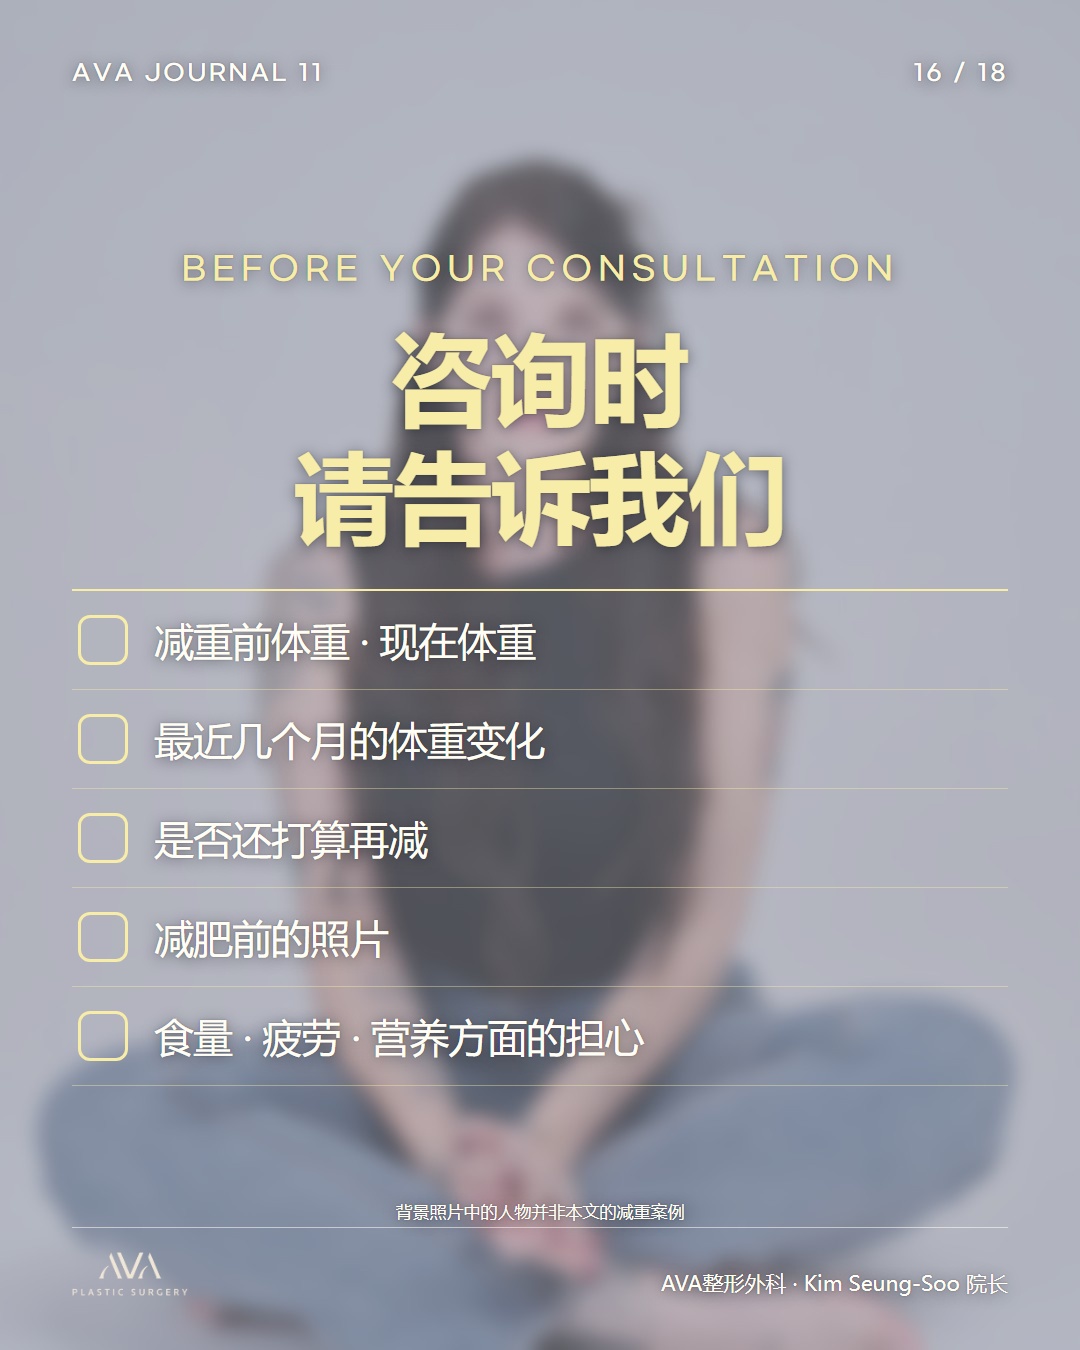 AVA JOURNAL 11
16 / 18
BEFORE YOUR CONSULTATION
咨询时
请告诉我们
减重前体重 · 现在体重
最近几个月的体重变化
是否还打算再减
减肥前的照片
食量 · 疲劳 · 营养方面的担心
背景照片中的人物并非本文的减重案例
AVA
PLASTIC SURGERY
AVA整形外科 · Kim Seung-Soo 院长